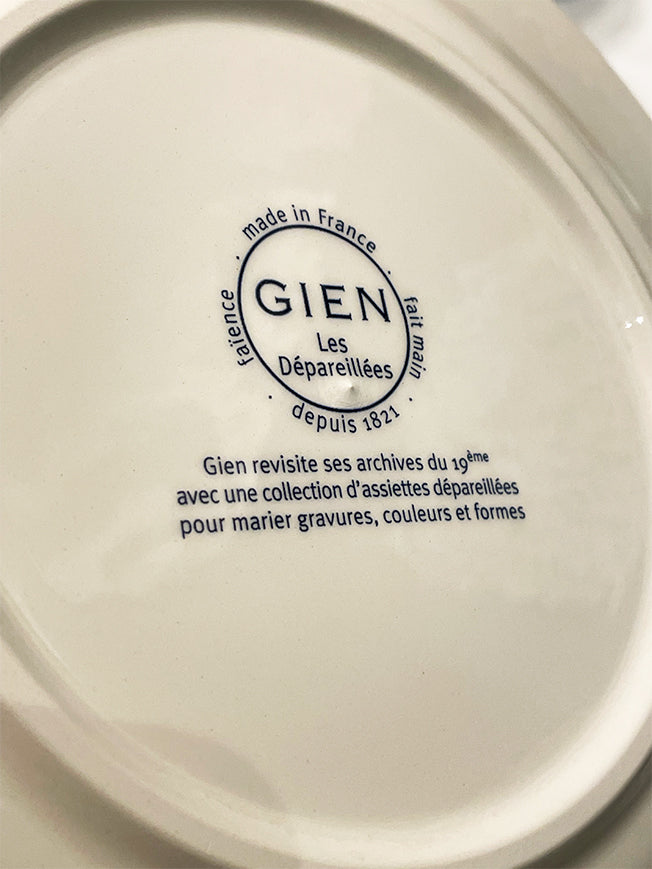 made in France
faïence
GIEN
fait main
Les
Dépareillées
depuis 1821
Gien revisite ses archives du 19ème
avec une collection d'assiettes dépareillées
pour marier gravures, couleurs et formes